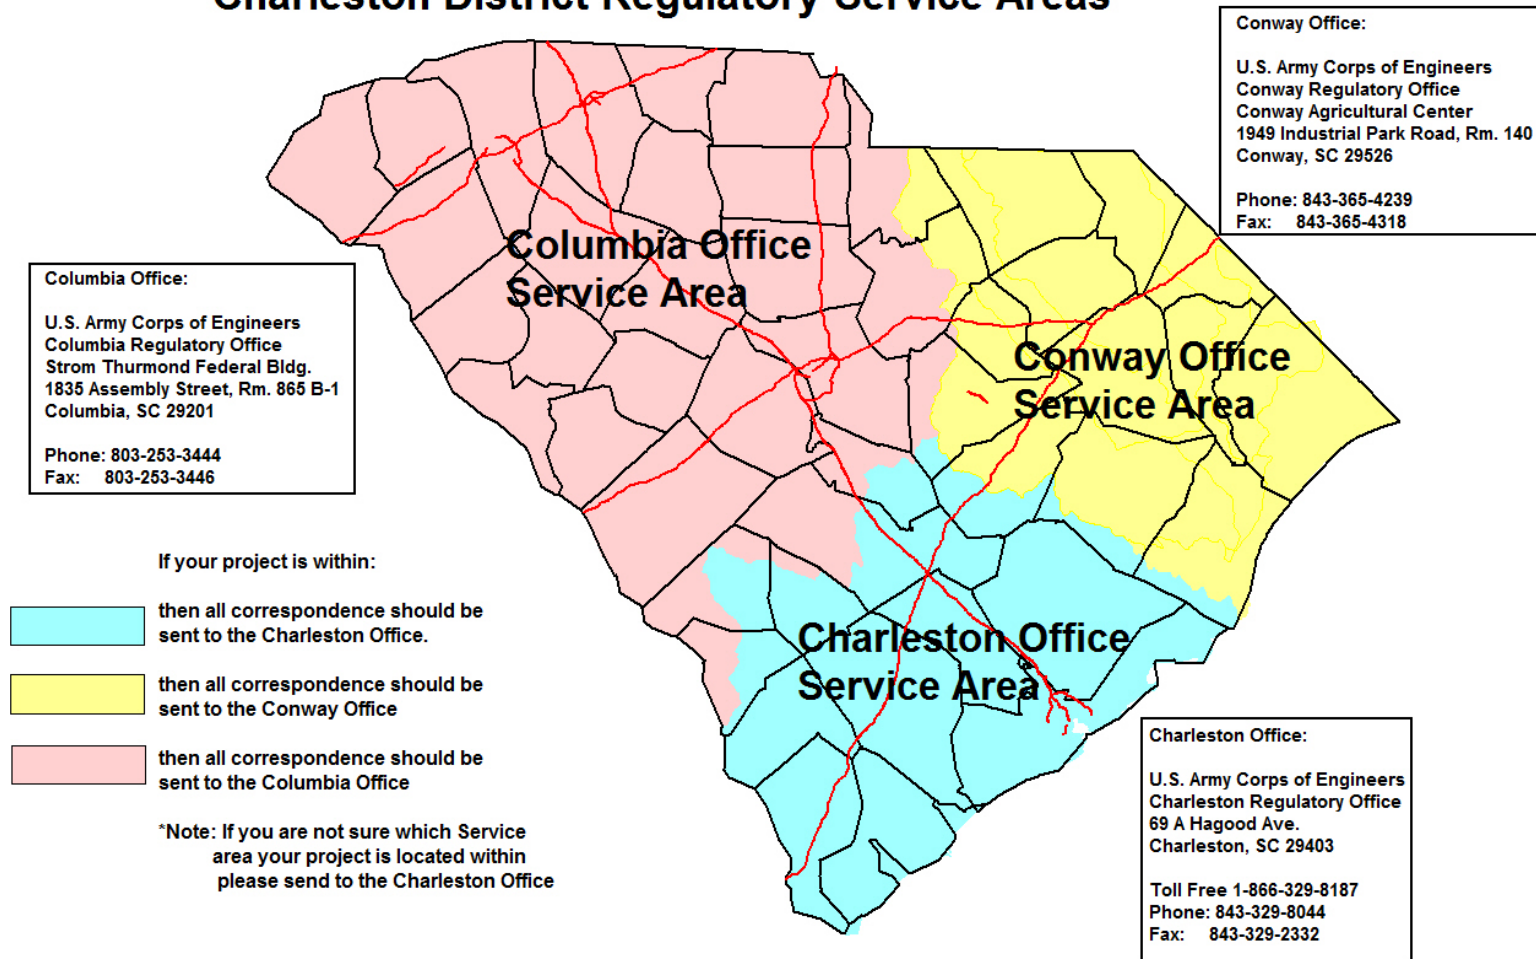 Charleston District Regulatory Service Areas
Conway Office:
U.S. Army Corps of Engineers
Conway Regulatory Office
Conway Agricultural Center
1949 Industrial Park Road, Rm. 140
Conway, SC 29526
Phone: 843-365-4239
Fax: 843-365-4318
Columbia Office
Service Area
Columbia Office:
U.S. Army Corps of Engineers
Columbia Regulatory Office
Strom Thurmond Federal Bldg.
1835 Assembly Street, Rm. 865 B-1
Columbia, SC 29201
Phone: 803-253-3444
Fax: 803-253-3446
Conway Office
Service Area
If your project is within:
then all correspondence should be
sent to the Charleston Office.
then all correspondence should be
sent to the Conway Office
then all correspondence should be
sent to the Columbia Office
*Note: If you are not sure which Service
area your project is located within
please send to the Charleston Office
Charleston Office
Service Area
Charleston Office:
U.S. Army Corps of Engineers
Charleston Regulatory Office
69 A Hagood Ave.
Charleston, SC 29403
Toll Free 1-866-329-8187
Phone: 843-329-8044
Fax: 843-329-2332